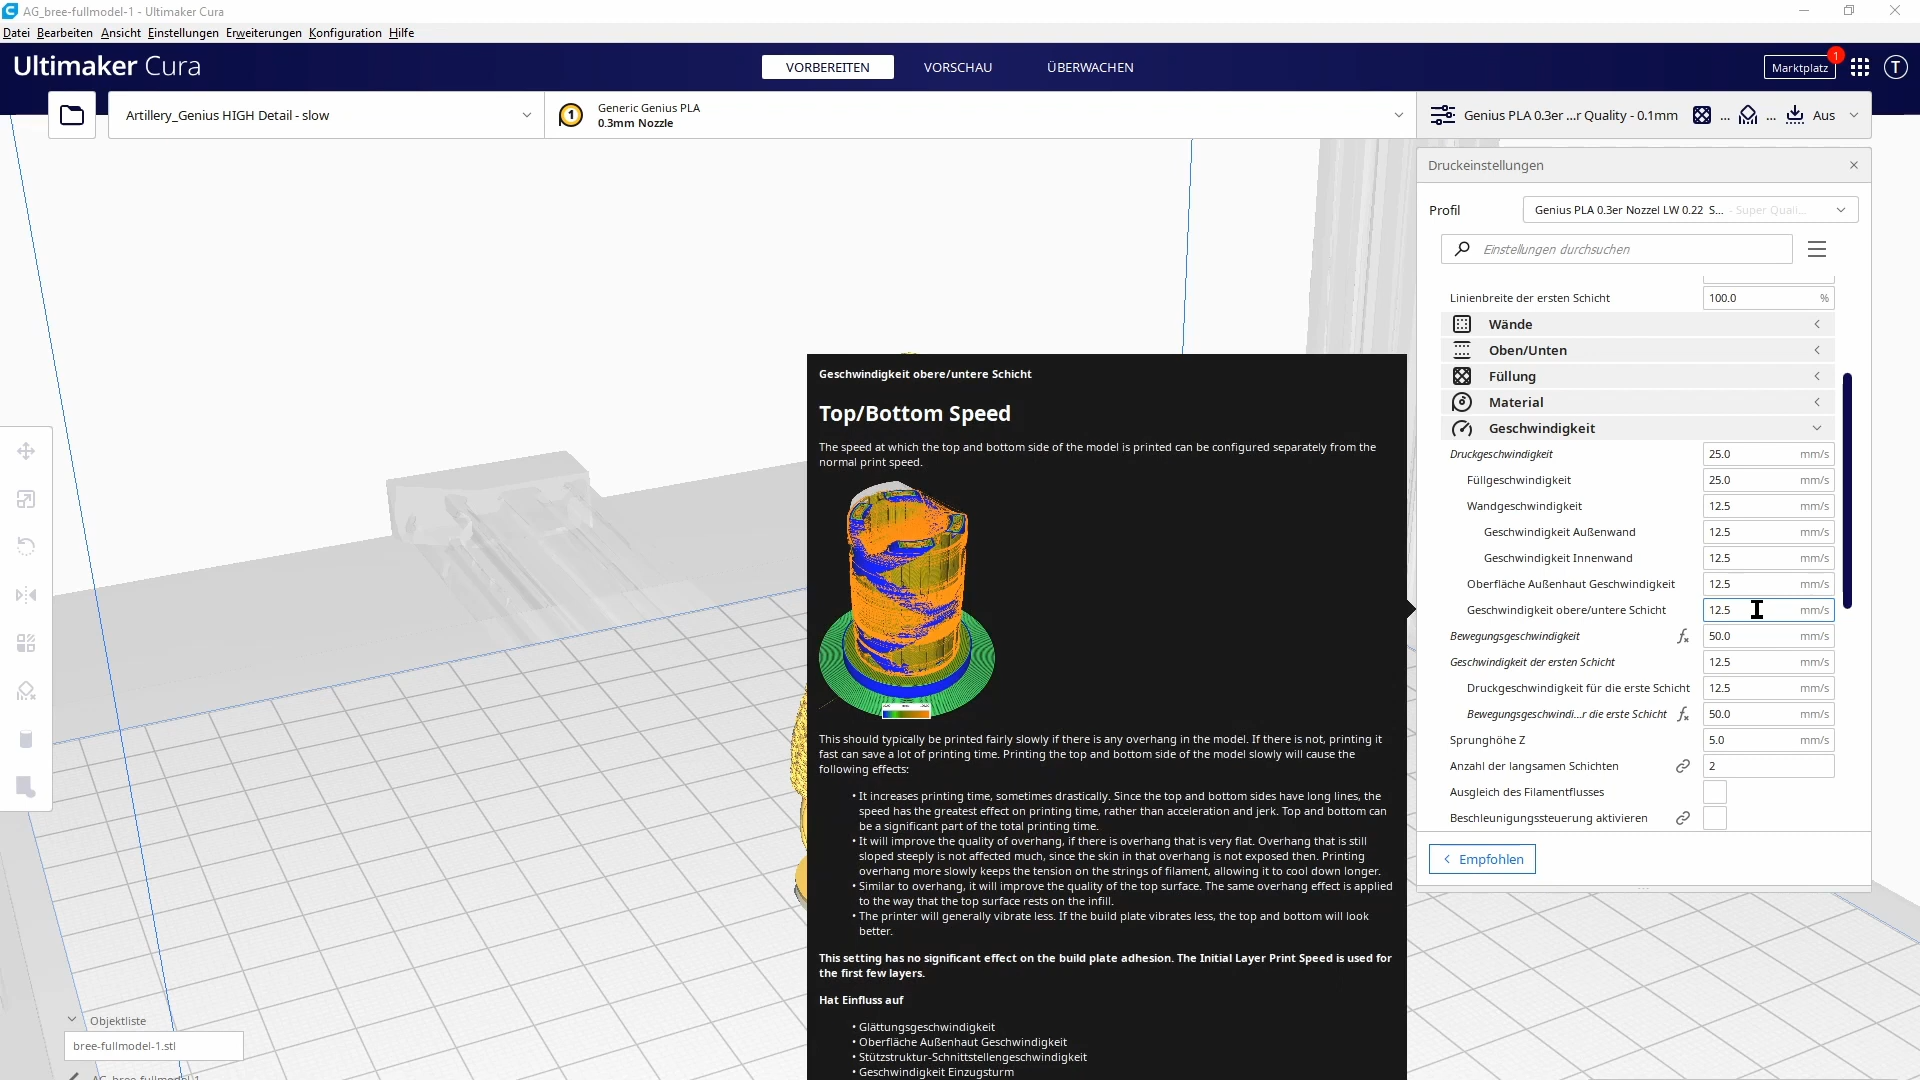 AG_bree-fullmodel-1 - Ultimaker Cura
Datei Bearbeiten Ansicht Einstellungen Erweiterungen Konfiguration Hilfe
Ultimaker Cura
VORBEREITEN
VORSCHAU
ÜBERWACHEN
Marktplatz
1
T
Artillery_Genius HIGH Detail - slow
1
Generic Genius PLA
0.3mm Nozzle
Genius PLA 0.3er ...r Quality - 0.1mm
...
...
Aus
Druckeinstellungen
Profil
Genius PLA 0.3er Nozzel LW 0.22 S... - Super Quali...
Einstellungen durchsuchen
Linienbreite der ersten Schicht 100.0 %
Wände
Oben/Unten
Füllung
Material
Geschwindigkeit
Druckgeschwindigkeit 25.0 mm/s
Füllgeschwindigkeit 25.0 mm/s
Wandgeschwindigkeit 12.5 mm/s
Geschwindigkeit Außenwand 12.5 mm/s
Geschwindigkeit Innenwand 12.5 mm/s
Oberfläche Außenhaut Geschwindigkeit 12.5 mm/s
Geschwindigkeit obere/untere Schicht 12.5 mm/s
Bewegungsgeschwindigkeit fx 50.0 mm/s
Geschwindigkeit der ersten Schicht 12.5 mm/s
Druckgeschwindigkeit für die erste Schicht 12.5 mm/s
Bewegungsgeschwindi...r die erste Schicht fx 50.0 mm/s
Sprunghöhe Z 5.0 mm/s
Anzahl der langsamen Schichten 2
Ausgleich des Filamentflusses
Beschleunigungssteuerung aktivieren
Empfohlen
Geschwindigkeit obere/untere Schicht
Top/Bottom Speed
The speed at which the top and bottom side of the model is printed can be configured separately from the
normal print speed.
This should typically be printed fairly slowly if there is any overhang in the model. If there is not, printing it
fast can save a lot of printing time. Printing the top and bottom side of the model slowly will cause the
following effects:
• It increases printing time, sometimes drastically. Since the top and bottom sides have long lines, the
speed has the greatest effect on printing time, rather than acceleration and jerk. Top and bottom can
be a significant part of the total printing time.
• It will improve the quality of overhang, if there is overhang that is very flat. Overhang that is still
sloped steeply is not affected much, since the skin in that overhang is not exposed then. Printing
overhang more slowly keeps the tension on the strings of filament, allowing it to cool down longer.
• Similar to overhang, it will improve the quality of the top surface. The same overhang effect is applied
to the way that the top surface rests on the infill.
• The printer will generally vibrate less. If the build plate vibrates less, the top and bottom will look
better.
This setting has no significant effect on the build plate adhesion. The Initial Layer Print Speed is used for
the first few layers.
Hat Einfluss auf
• Glättungsgeschwindigkeit
• Oberfläche Außenhaut Geschwindigkeit
• Stützstruktur-Schnittstellengeschwindigkeit
• Geschwindigkeit Einzugsturm
Objektliste
bree-fullmodel-1.stl
AG_bree-fullmodel-1